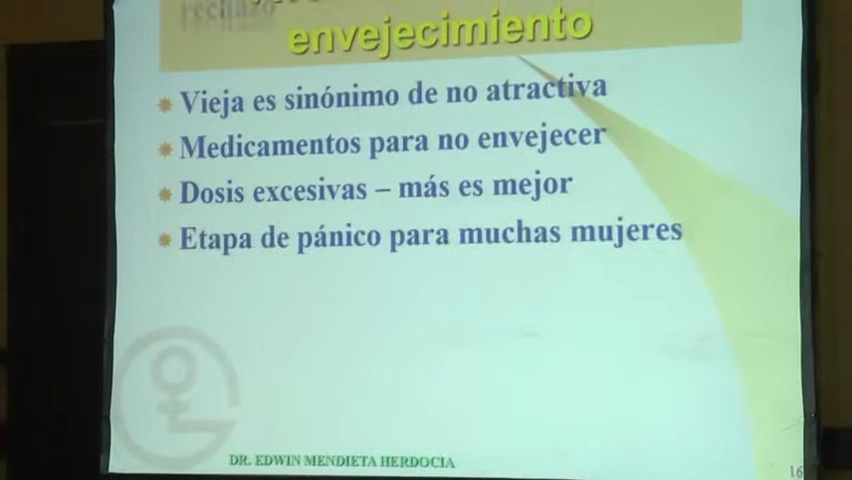 rechazo
envejecimiento
Vieja es sinónimo de no atractiva
Medicamentos para no envejecer
Dosis excesivas – más es mejor
Etapa de pánico para muchas mujeres
DR. EDWIN MENDIETA HERDOCIA
16